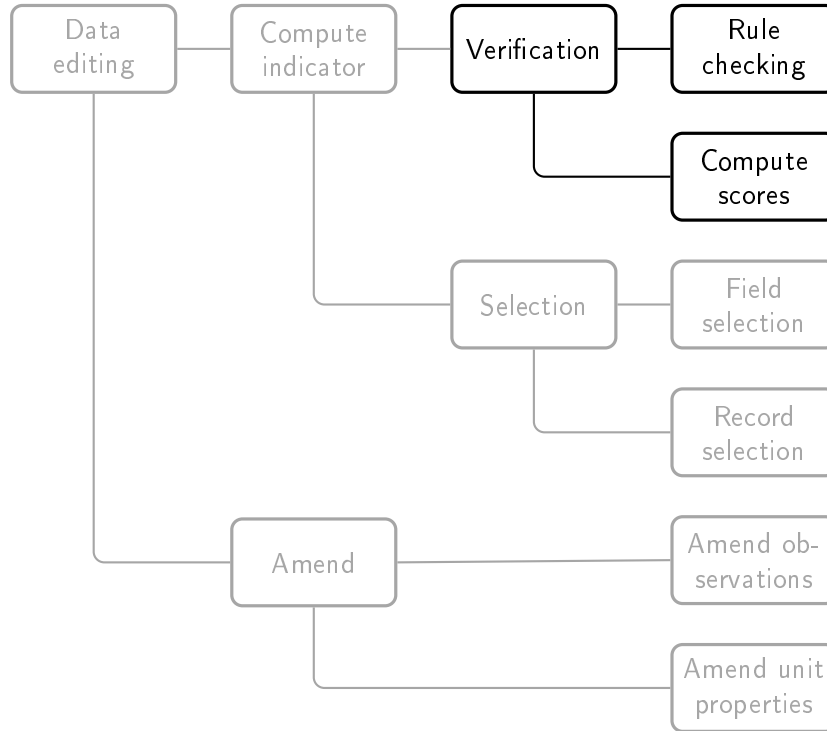 Data
editing
Compute
indicator
Verification
Rule
checking
Compute
scores
Selection
Field
selection
Record
selection
Amend
Amend ob-
servations
Amend unit
properties